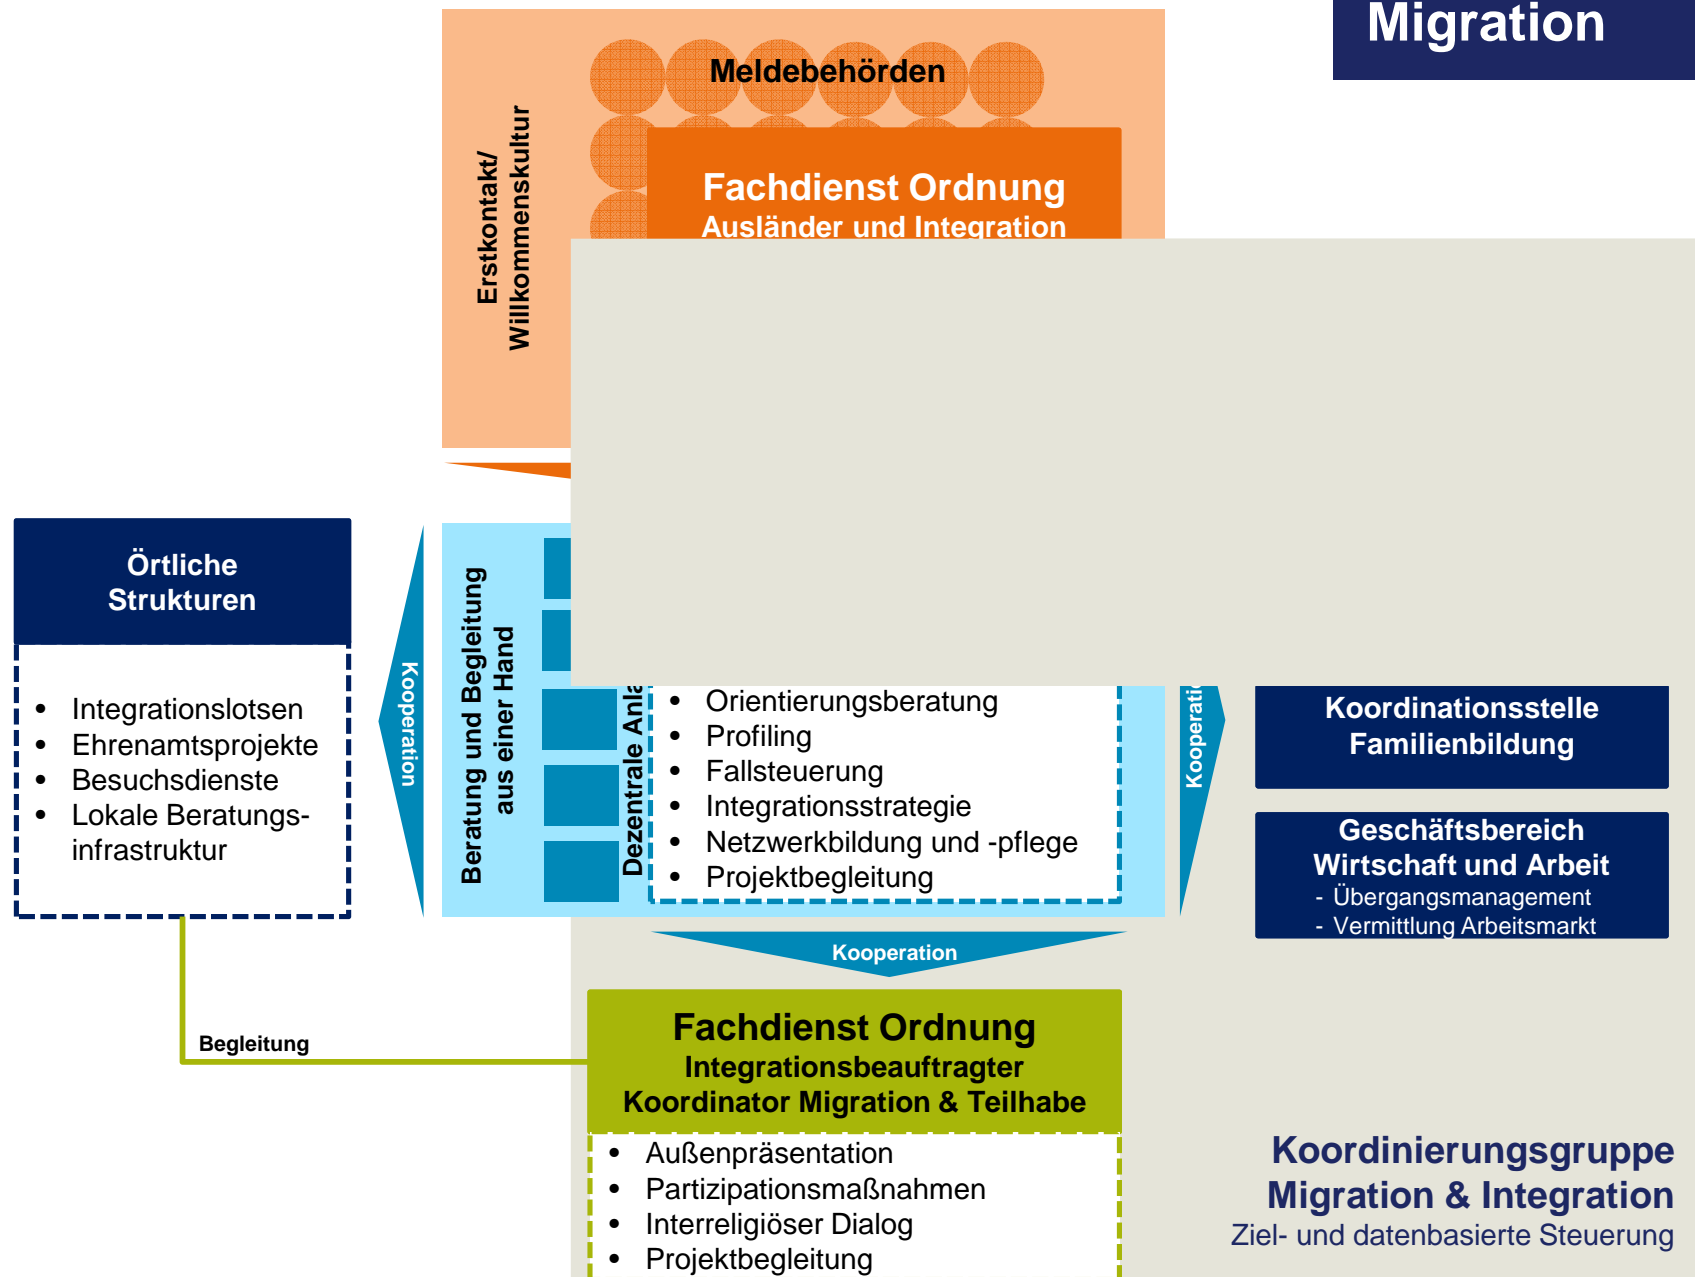 Migration
Meldebehörden
Erstkontakt/
Willkommenskultur
Fachdienst Ordnung
Ausländer und Integration
Örtliche
Strukturen
• Integrationslotsen
• Ehrenamtsprojekte
• Besuchsdienste
• Lokale Beratungs-
infrastruktur
Kooperation
Beratung und Begleitung
aus einer Hand
Dezentrale
• Orientierungsberatung
• Profiling
• Fallsteuerung
• Integrationsstrategie
• Netzwerkbildung und -pflege
• Projektbegleitung
Kooperation
Koordinationsstelle
Familienbildung
Geschäftsbereich
Wirtschaft und Arbeit
- Übergangsmanagement
- Vermittlung Arbeitsmarkt
Kooperation
Begleitung
Fachdienst Ordnung
Integrationsbeauftragter
Koordinator Migration & Teilhabe
• Außenpräsentation
• Partizipationsmaßnahmen
• Interreligiöser Dialog
• Projektbegleitung
Koordinierungsgruppe
Migration & Integration
Ziel- und datenbasierte Steuerung